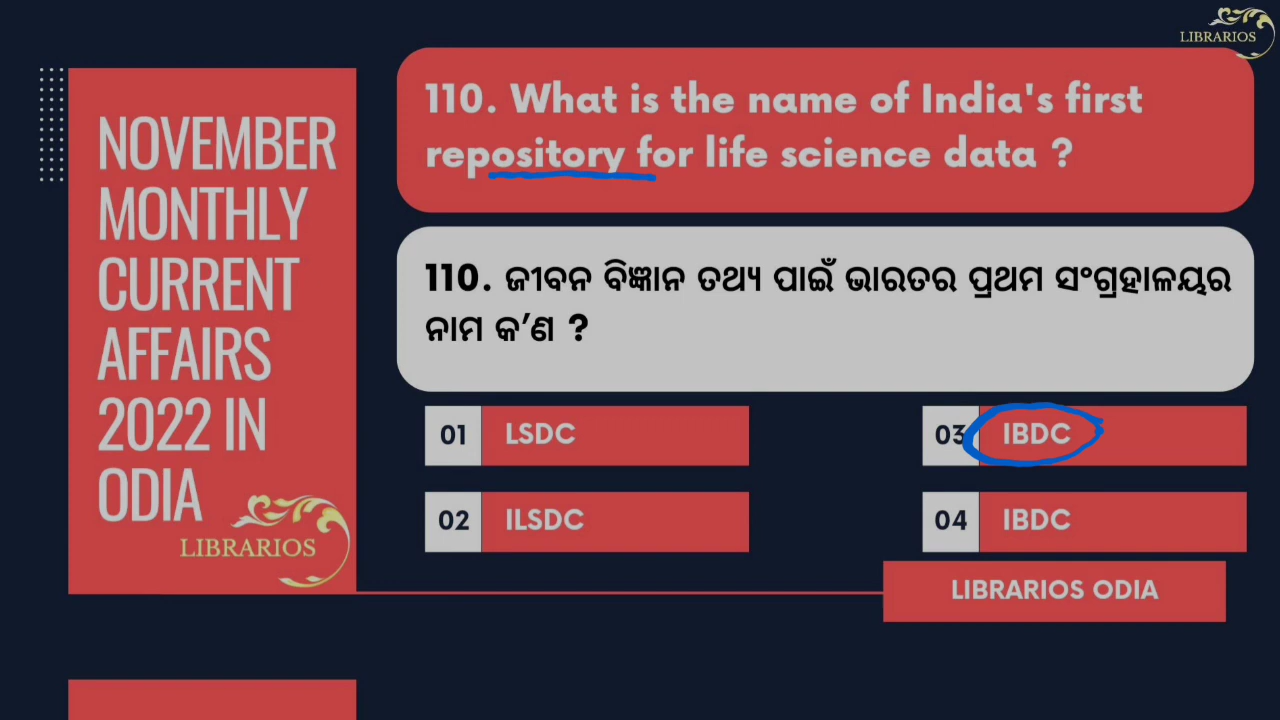 LIBRARIOS
NOVEMBER
MONTHLY
CURRENT
AFFAIRS
2022 IN
ODIA
LIBRARIOS
110. What is the name of India's first
repository for life science data ?
110. ଜୀବନ ବିଜ୍ଞାନ ତଥ୍ୟ ପାଇଁ ଭାରତର ପ୍ରଥମ ସଂଗ୍ରହାଳୟର
ନାମ କ'ଣ ?
01 LSDC
02 ILSDC
03 IBDC
04 IBDC
LIBRARIOS ODIA